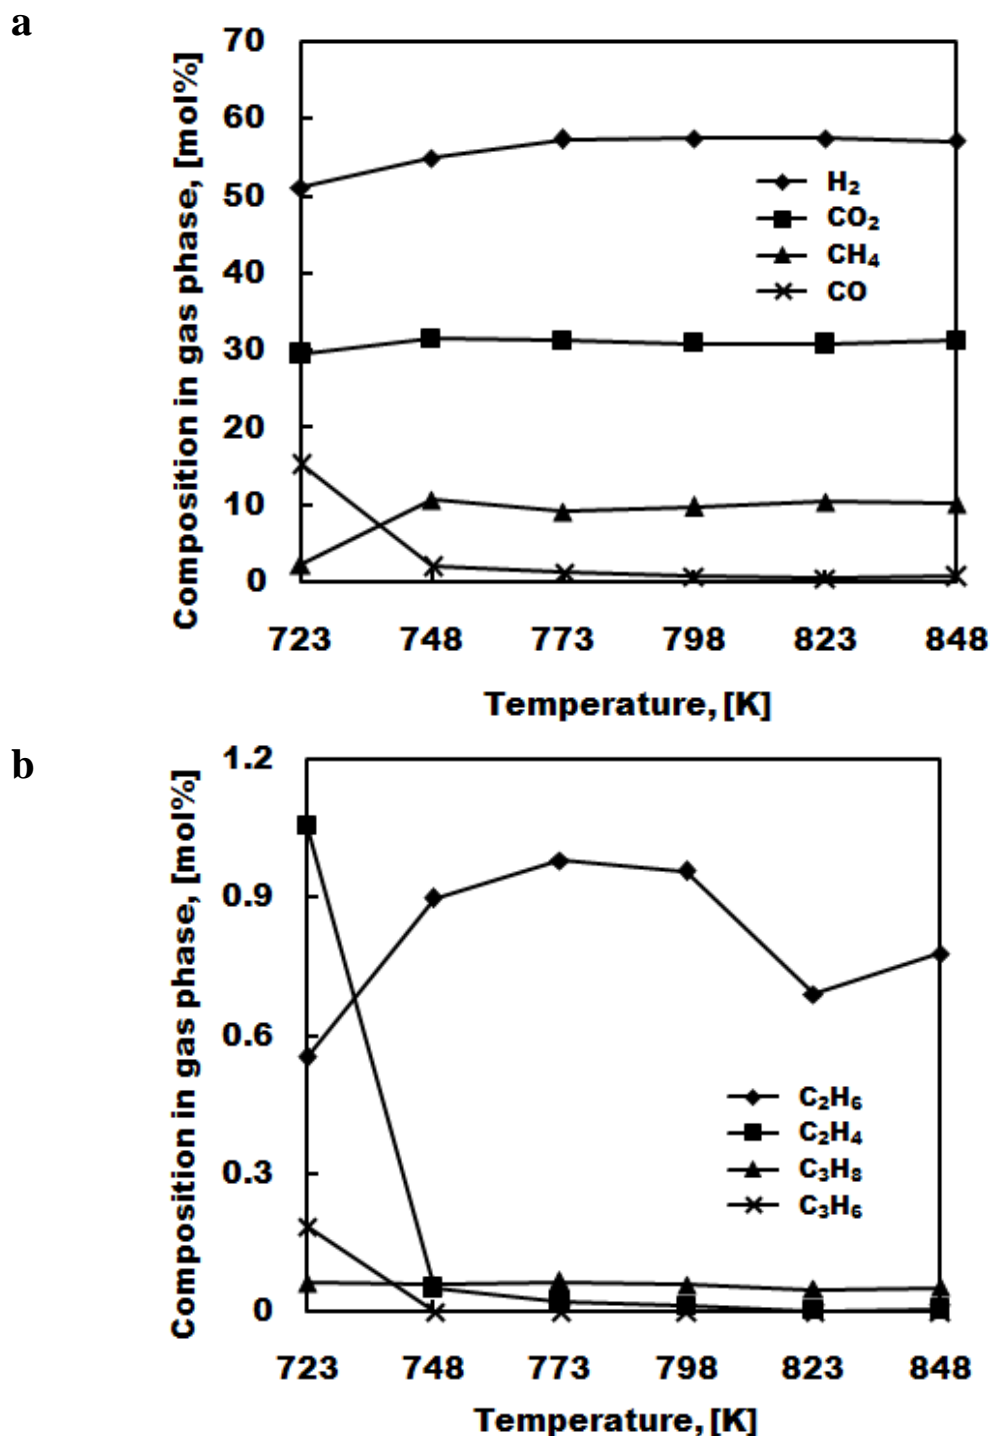 a
Composition in gas phase, [mol%]
70
60
50
40
30
20
10
0
H₂
CO₂
CH₄
CO
723 748 773 798 823 848
Temperature, [K]
b
Composition in gas phase, [mol%]
1.2
0.9
0.6
0.3
0
C₂H₆
C₂H₄
C₃H₈
C₃H₆
723 748 773 798 823 848
Temperature, [K]